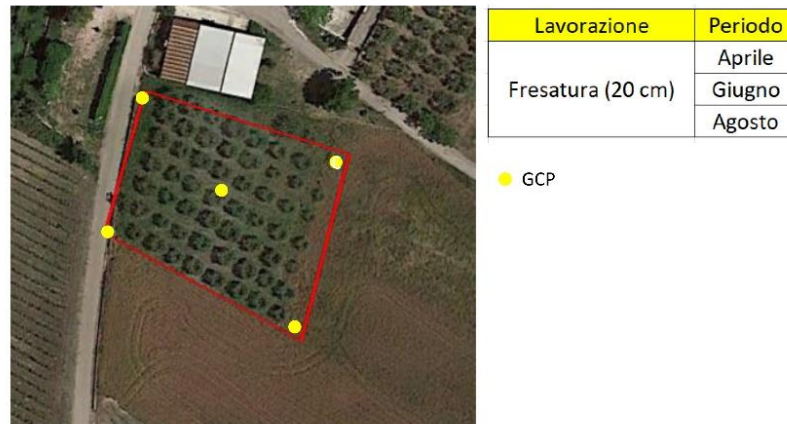 Lavorazione Periodo
Fresatura (20 cm) Aprile
Giugno
Agosto
GCP